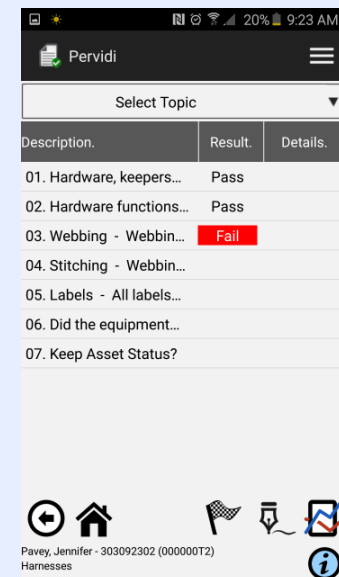 20% 9:23 AM
Pervidi
Select Topic
Description. Result. Details.
01. Hardware, keepers... Pass
02. Hardware functions... Pass
03. Webbing - Webbin... Fail
04. Stitching - Webbin...
05. Labels - All labels...
06. Did the equipment...
07. Keep Asset Status?
Pavey, Jennifer - 303092302 (000000T2)
Harnesses